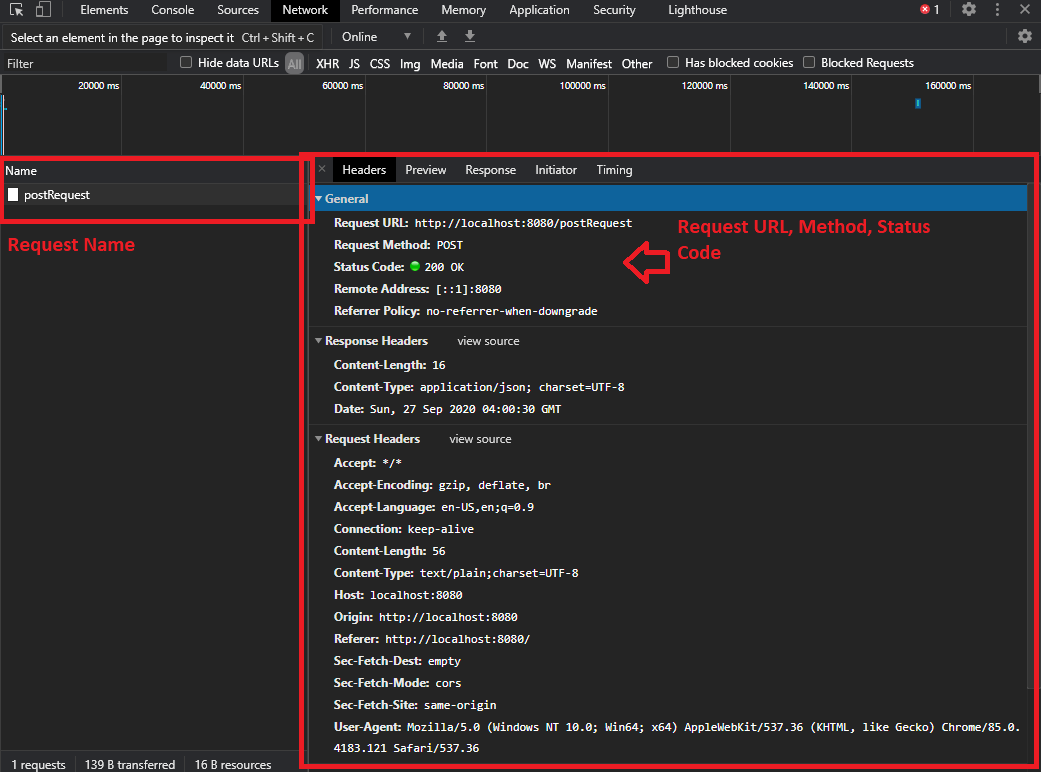 Elements Console Sources Network Performance Memory Application Security Lighthouse 1
Select an element in the page to inspect it Ctrl + Shift + C Online
Filter Hide data URLs All XHR JS CSS Img Media Font Doc WS Manifest Other Has blocked cookies Blocked Requests
20000 ms 40000 ms 60000 ms 80000 ms 100000 ms 120000 ms 140000 ms 160000 ms
Name
postRequest
Request Name
Headers Preview Response Initiator Timing
General
Request URL: http://localhost:8080/postRequest
Request Method: POST
Status Code: 200 OK
Remote Address: [::1]:8080
Referrer Policy: no-referrer-when-downgrade
Request URL, Method, Status
Code
Response Headers view source
Content-Length: 16
Content-Type: application/json; charset=UTF-8
Date: Sun, 27 Sep 2020 04:00:30 GMT
Request Headers view source
Accept: */*
Accept-Encoding: gzip, deflate, br
Accept-Language: en-US,en;q=0.9
Connection: keep-alive
Content-Length: 56
Content-Type: text/plain;charset=UTF-8
Host: localhost:8080
Origin: http://localhost:8080
Referer: http://localhost:8080/
Sec-Fetch-Dest: empty
Sec-Fetch-Mode: cors
Sec-Fetch-Site: same-origin
User-Agent: Mozilla/5.0 (Windows NT 10.0; Win64; x64) AppleWebKit/537.36 (KHTML, like Gecko) Chrome/85.0.
4183.121 Safari/537.36
1 requests 139 B transferred 16 B resources